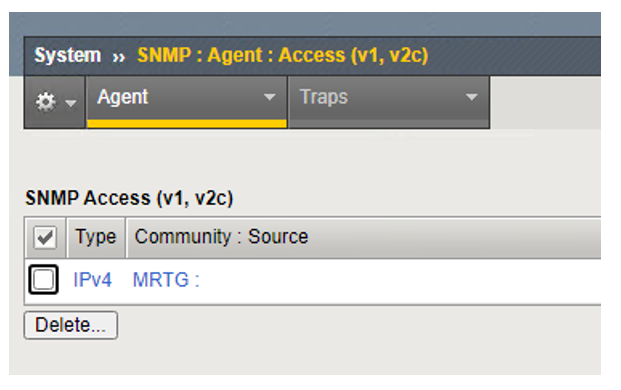 System ›› SNMP : Agent : Access (v1, v2c)
Agent Traps
SNMP Access (v1, v2c)
Type Community : Source
IPv4 MRTG :
Delete...